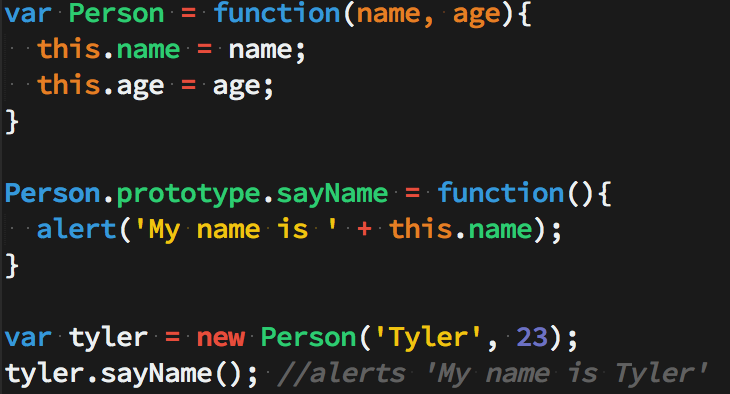 var Person = function(name, age){
  this.name = name;
  this.age = age;
}

Person.prototype.sayName = function(){
  alert('My name is ' + this.name);
}

var tyler = new Person('Tyler', 23);
tyler.sayName(); //alerts 'My name is Tyler'